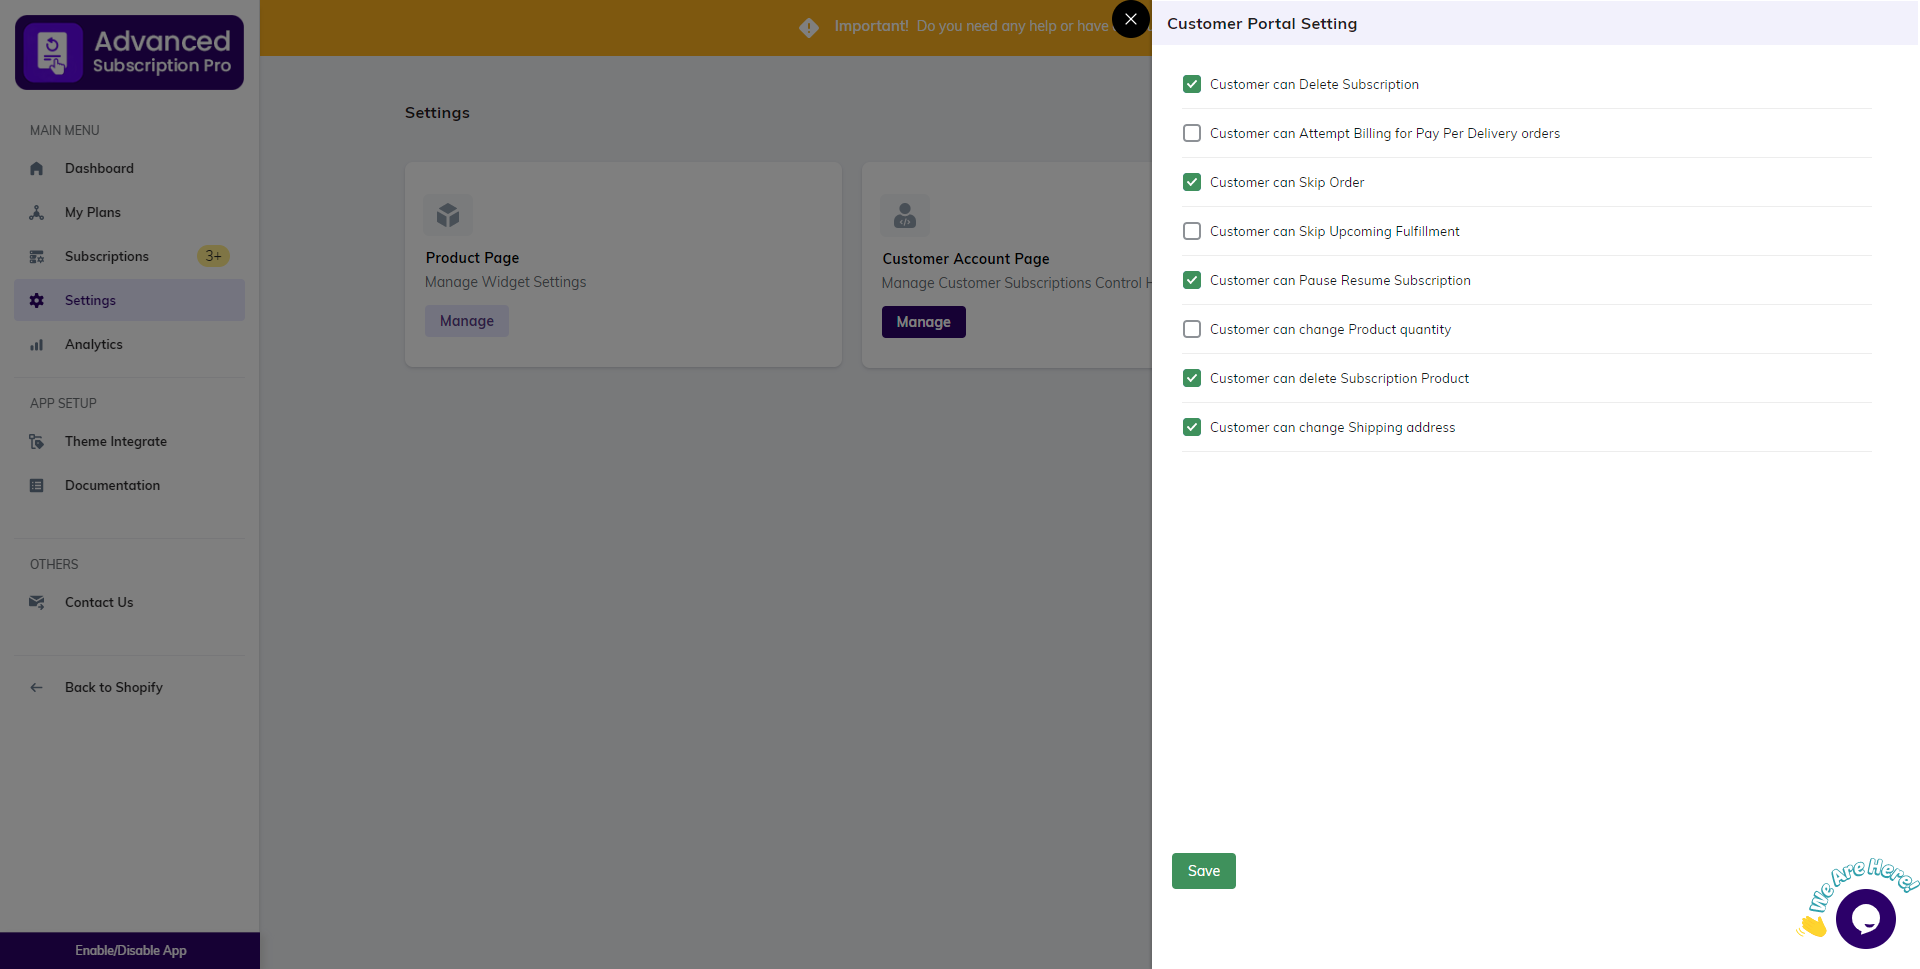 Advanced
Subscription Pro
MAIN MENU
Dashboard
My Plans
Subscriptions 3+
Settings
Analytics
APP SETUP
Theme Integrate
Documentation
OTHERS
Contact Us
Back to Shopify
Enable/Disable App
Important! Do you need any help or have
Settings
Product Page
Manage Widget Settings
Manage
Customer Account Page
Manage Customer Subscriptions Control
Manage
Customer Portal Setting
Customer can Delete Subscription
Customer can Attempt Billing for Pay Per Delivery orders
Customer can Skip Order
Customer can Skip Upcoming Fulfillment
Customer can Pause Resume Subscription
Customer can change Product quantity
Customer can delete Subscription Product
Customer can change Shipping address
Save
We Are Here!